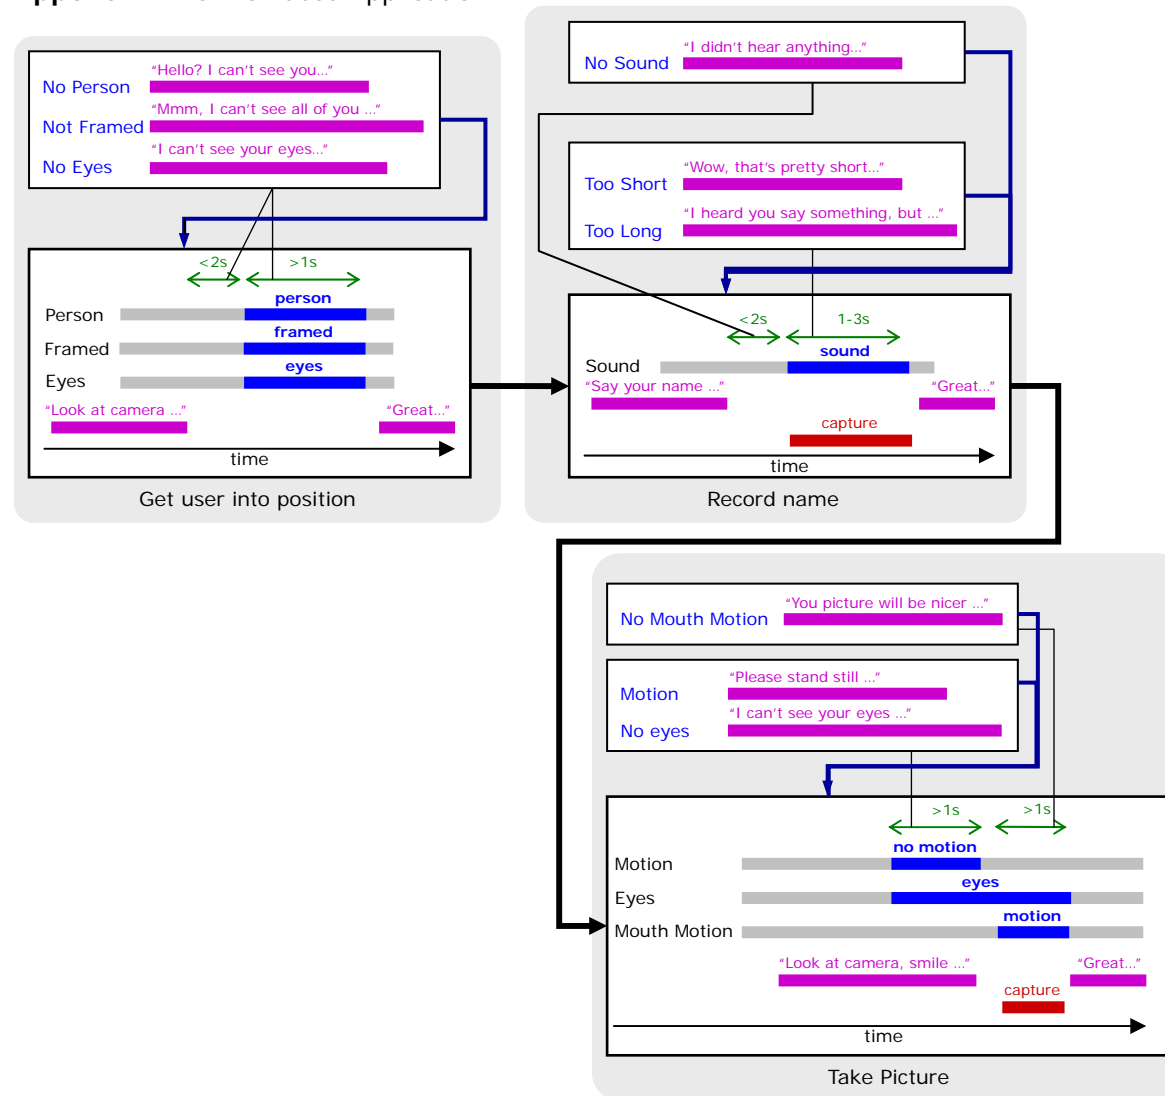 "Hello? I can't see you…"
No Person
"Mmm, I can't see all of you …"
Not Framed
"I can't see your eyes…"
No Eyes
<2s >1s
person
Person
framed
Framed
eyes
Eyes
"Look at camera …" "Great…"
time
Get user into position
"I didn't hear anything…"
No Sound
"Wow, that's pretty short…"
Too Short
"I heard you say something, but …"
Too Long
<2s 1-3s
sound
Sound
"Say your name …" "Great…"
capture
time
Record name
"You picture will be nicer …"
No Mouth Motion
"Please stand still …"
Motion
"I can't see your eyes …"
No eyes
>1s >1s
no motion
Motion
eyes
Eyes
motion
Mouth Motion
"Look at camera, smile …" "Great…"
capture
time
Take Picture